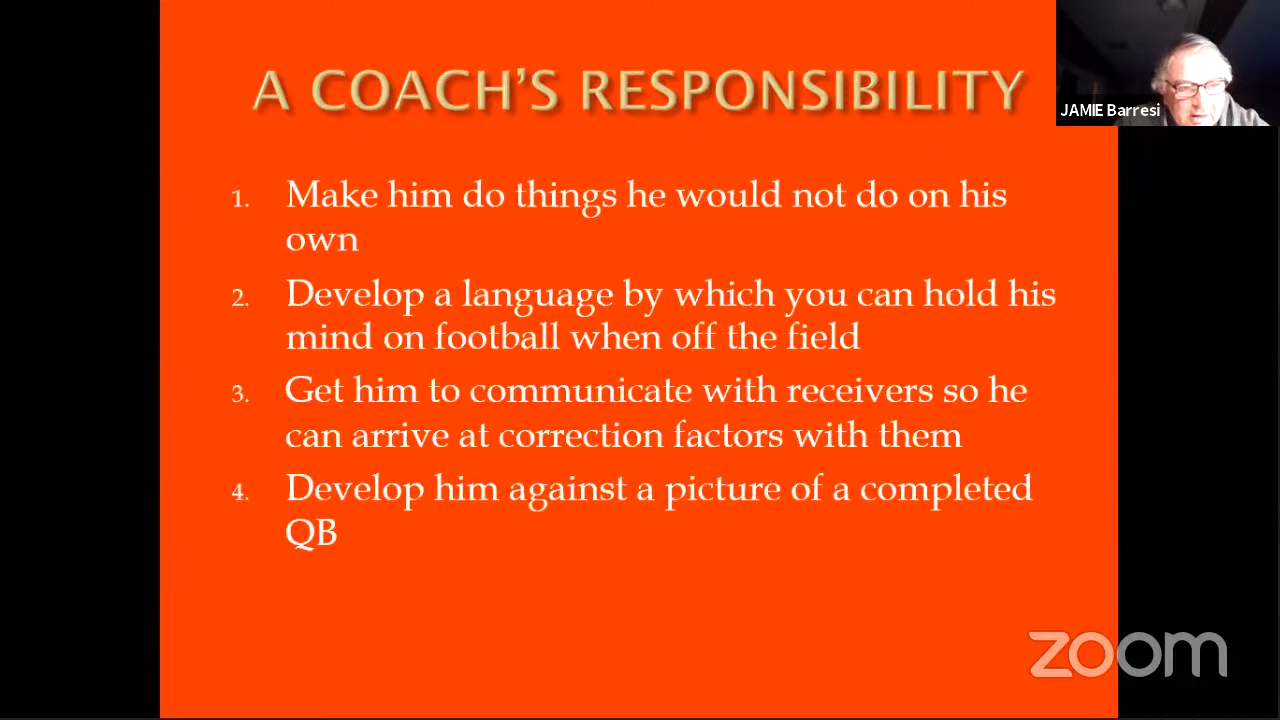 A COACH'S RESPONSIBILITY
JAMIE Barresi
1. Make him do things he would not do on his
own
2. Develop a language by which you can hold his
mind on football when off the field
3. Get him to communicate with receivers so he
can arrive at correction factors with them
4. Develop him against a picture of a completed
QB
zoom